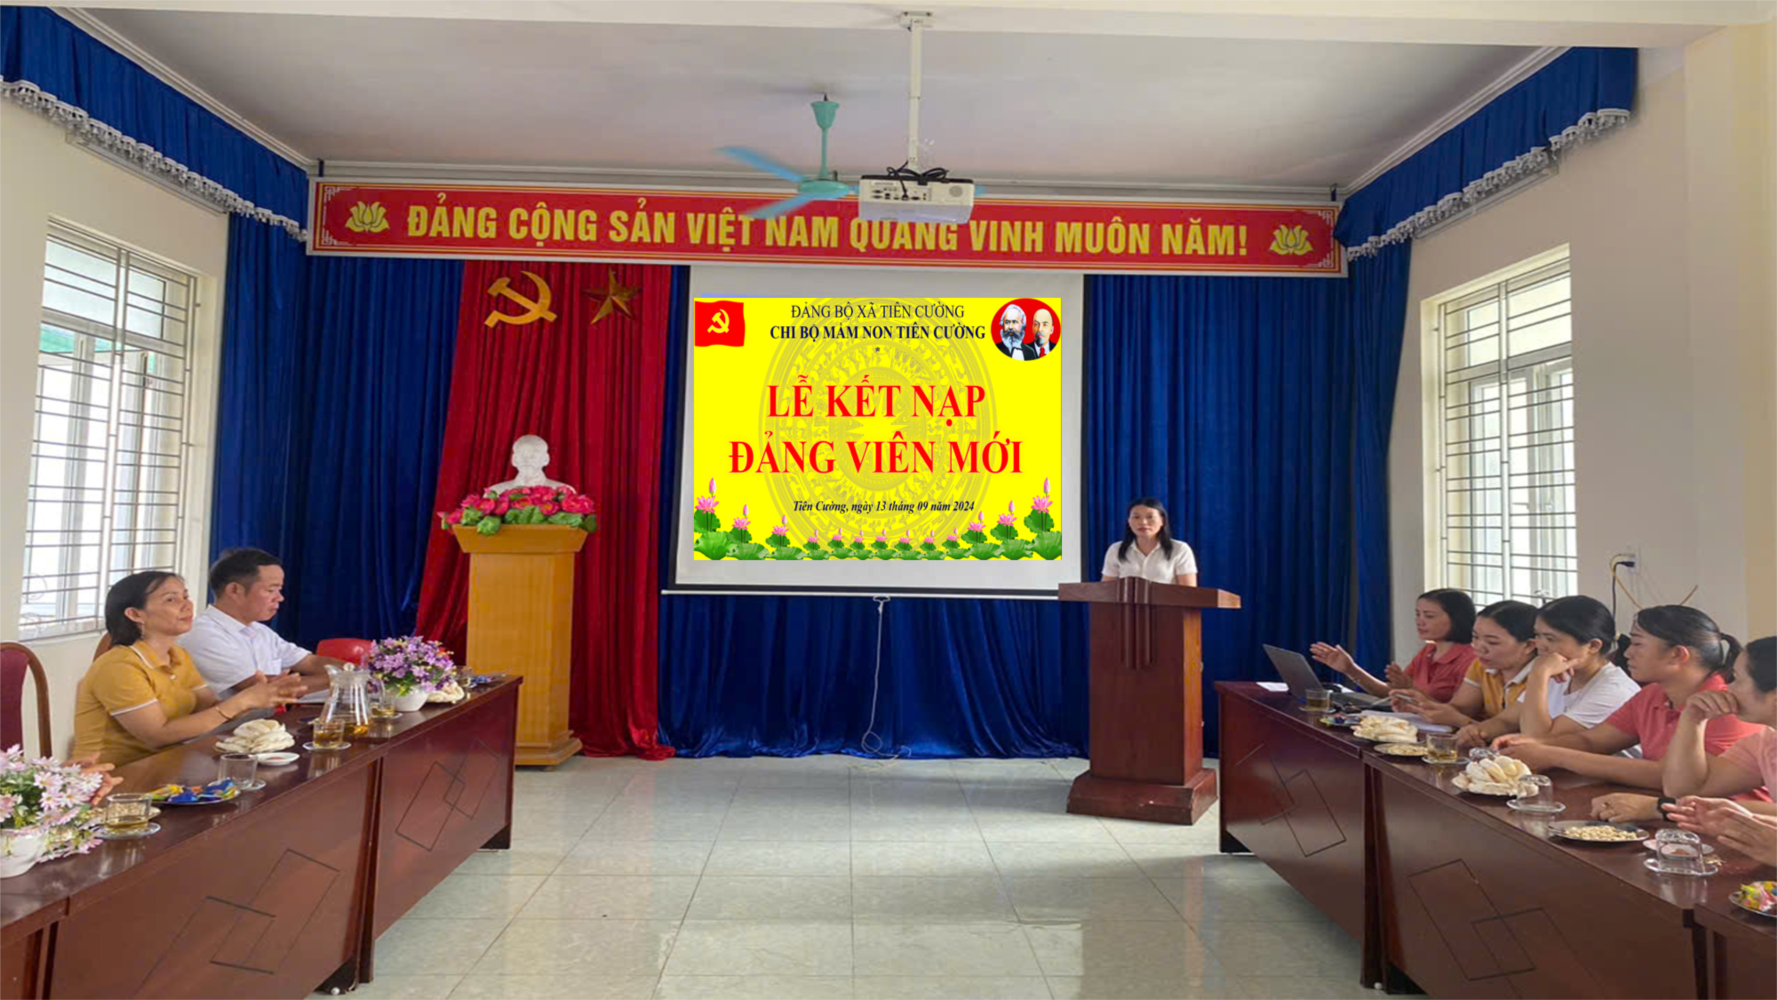 ĐẢNG CỘNG SẢN VIỆT NAM QUANG VINH MUÔN NĂM!
ĐẢNG BỘ XÃ TIÊN CƯỜNG
CHI BỘ MẦM NON TIÊN CƯỜNG
*
LỄ KẾT NẠP
ĐẢNG VIÊN MỚI
Tiên Cường, ngày 13 tháng 09 năm 2024